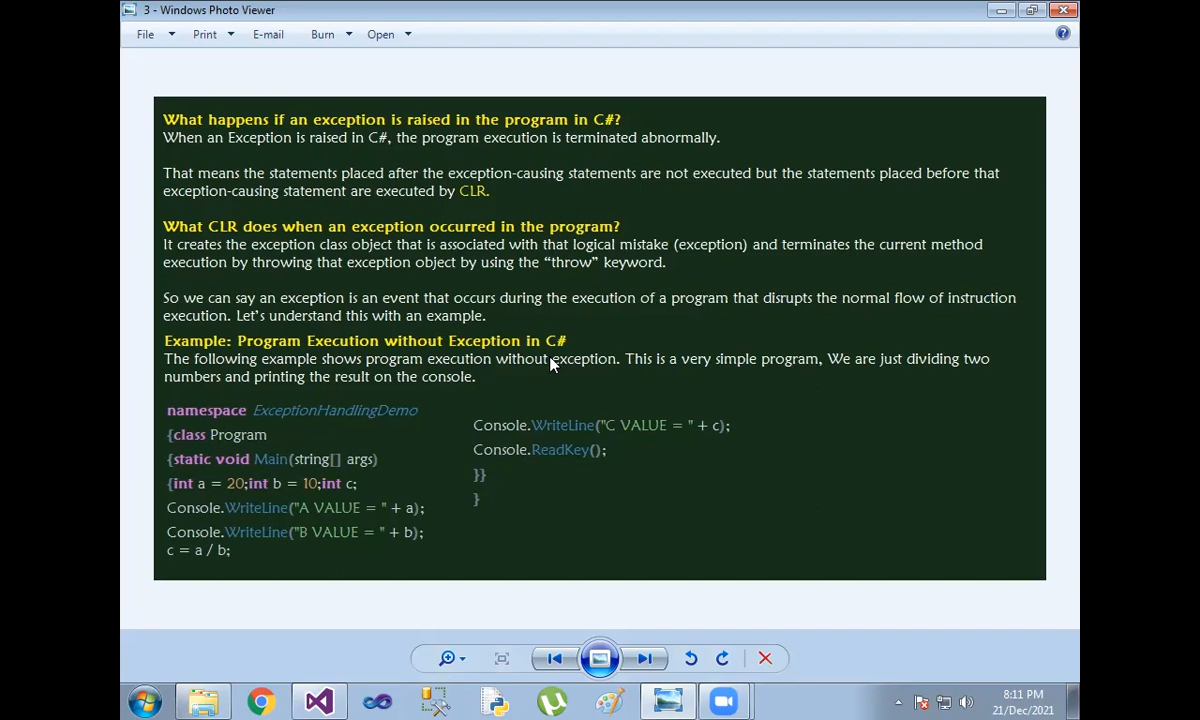 3 - Windows Photo Viewer
File Print E-mail Burn Open
What happens if an exception is raised in the program in C#?
When an Exception is raised in C#, the program execution is terminated abnormally.
That means the statements placed after the exception-causing statements are not executed but the statements placed before that
exception-causing statement are executed by CLR.
What CLR does when an exception occurred in the program?
It creates the exception class object that is associated with that logical mistake (exception) and terminates the current method
execution by throwing that exception object by using the “throw” keyword.
So we can say an exception is an event that occurs during the execution of a program that disrupts the normal flow of instruction
execution. Let’s understand this with an example.
Example: Program Execution without Exception in C#
The following example shows program execution without exception. This is a very simple program, We are just dividing two
numbers and printing the result on the console.
namespace ExceptionHandlingDemo
{class Program
{static void Main(string[] args)
{int a = 20;int b = 10;int c;
Console.WriteLine("A VALUE = " + a);
Console.WriteLine("B VALUE = " + b);
c = a / b;
Console.WriteLine("C VALUE = " + c);
Console.ReadKey();
}}
}
8:11 PM
21/Dec/2021